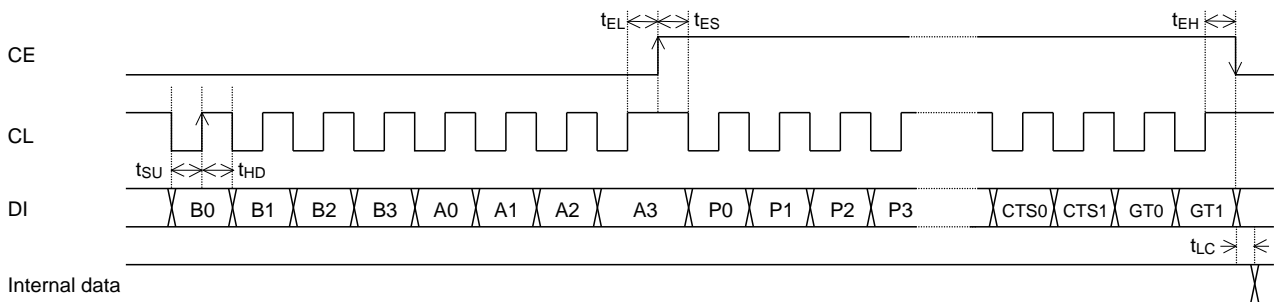 tEL tES tEH
CE
CL
tSU tHD
DI B0 B1 B2 B3 A0 A1 A2 A3 P0 P1 P2 P3 CTS0 CTS1 GT0 GT1
tLC
Internal data